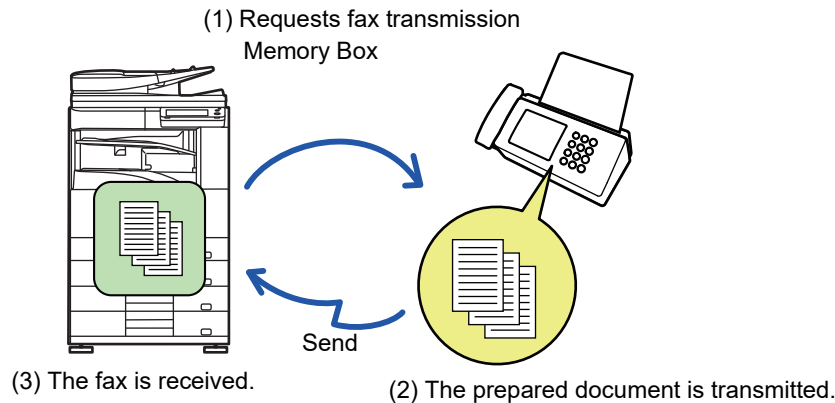 (1) Requests fax transmission
Memory Box
Send
(3) The fax is received.
(2) The prepared document is transmitted.